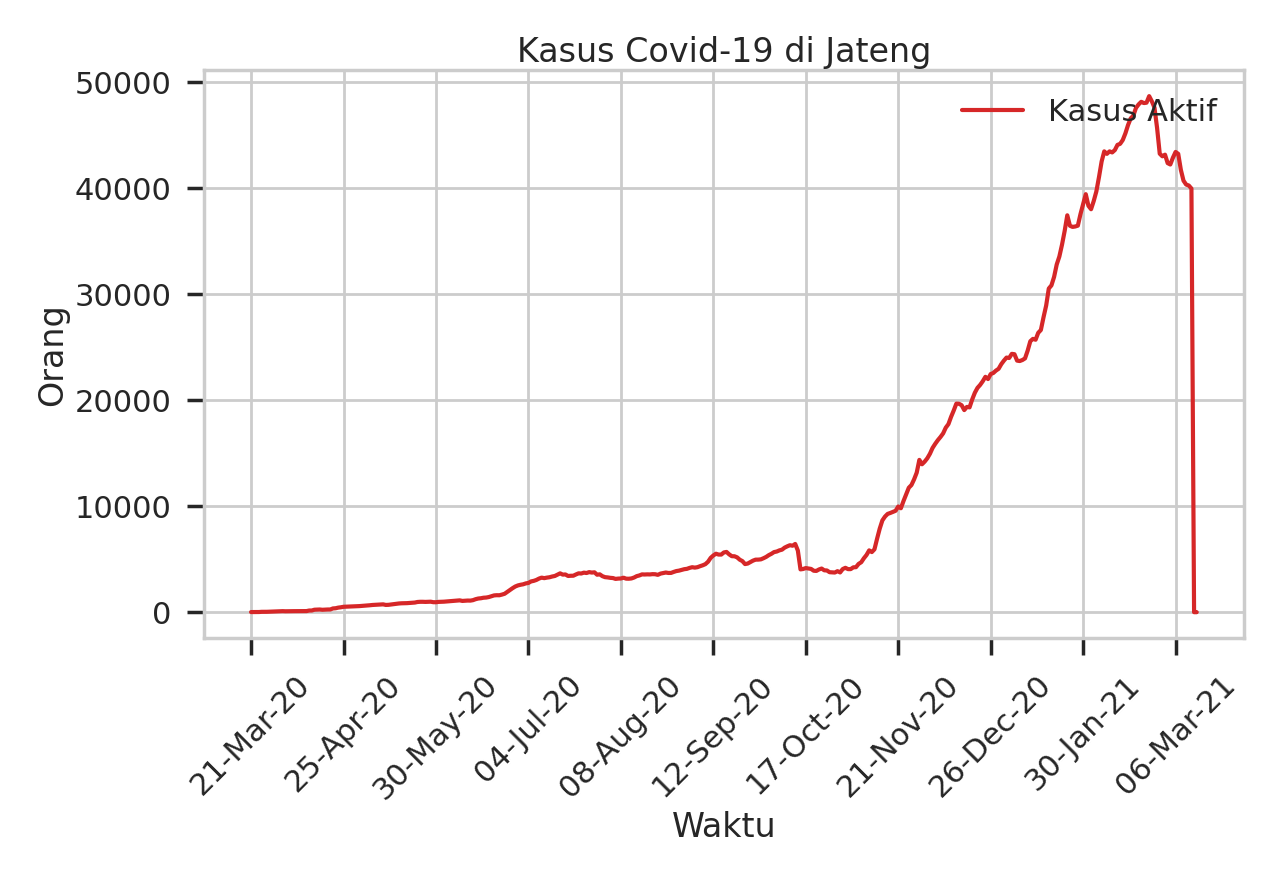 Kasus Covid-19 di Jateng
Kasus Aktif
50000
40000
30000
20000
10000
0
Orang
21-Mar-20
25-Apr-20
30-May-20
04-Jul-20
08-Aug-20
12-Sep-20
17-Oct-20
21-Nov-20
26-Dec-20
30-Jan-21
06-Mar-21
Waktu